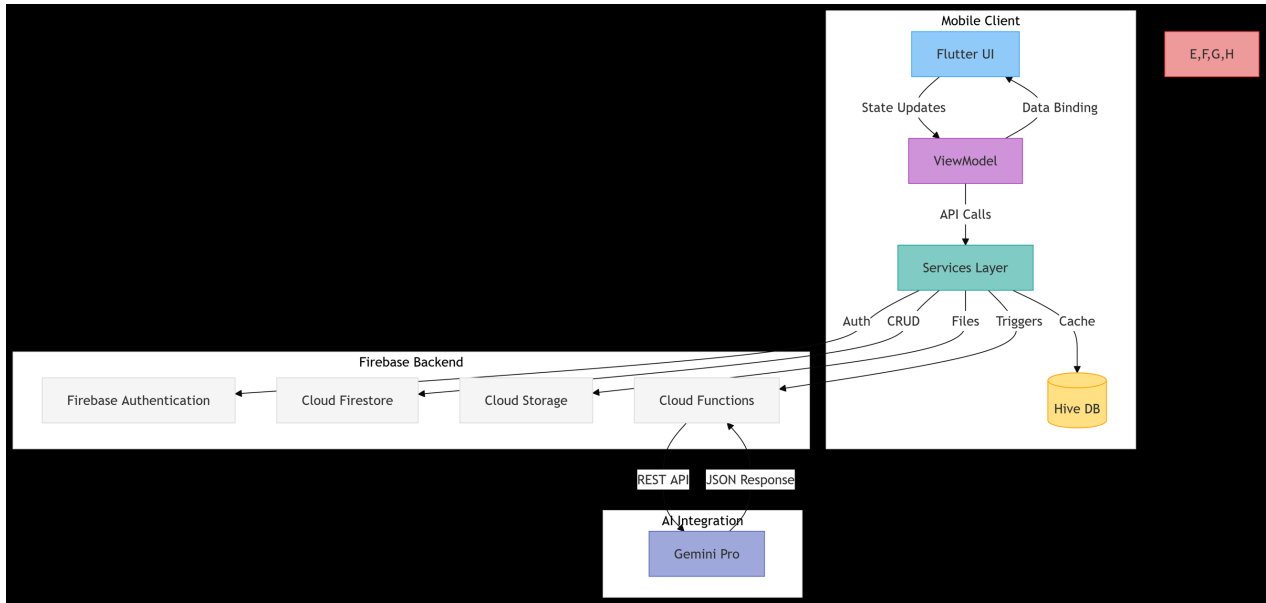 Mobile Client
Flutter UI
E,F,G,H
State Updates
Data Binding
ViewModel
API Calls
Services Layer
Auth
CRUD
Files
Triggers
Cache
Firebase Backend
Firebase Authentication
Cloud Firestore
Cloud Storage
Cloud Functions
Hive DB
REST API
JSON Response
AI Integration
Gemini Pro